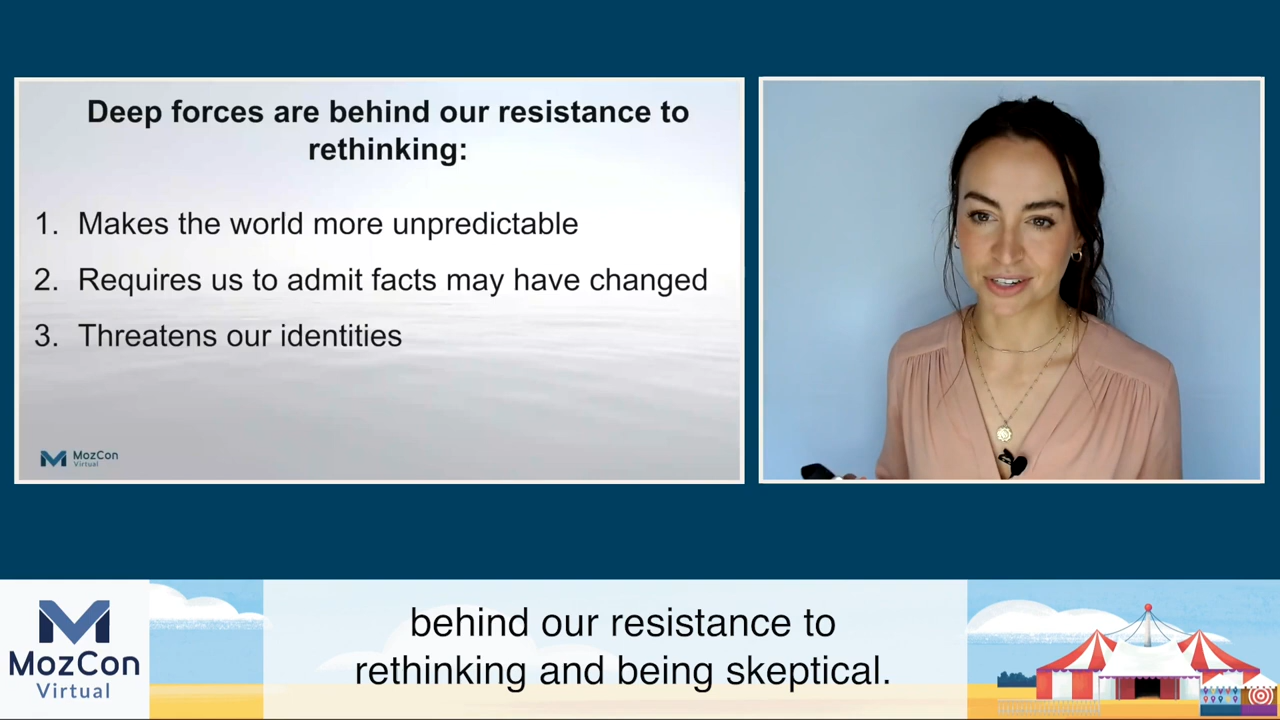 Deep forces are behind our resistance to
rethinking:
1. Makes the world more unpredictable
2. Requires us to admit facts may have changed
3. Threatens our identities
MozCon
Virtual
behind our resistance to
rethinking and being skeptical.
MozCon
Virtual